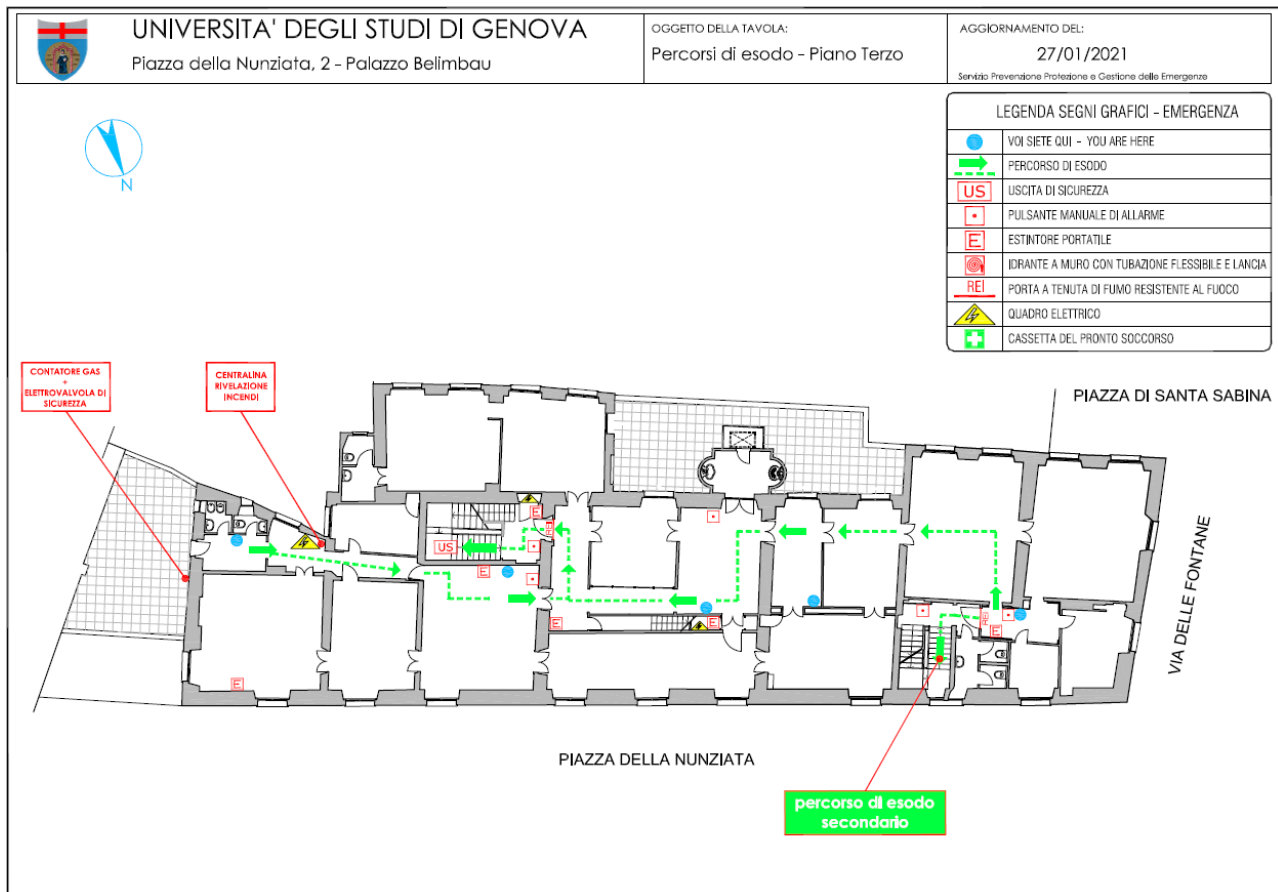 UNIVERSITA' DEGLI STUDI DI GENOVA
Piazza della Nunziata, 2 - Palazzo Belimbau
OGGETTO DELLA TAVOLA:
Percorsi di esodo - Piano Terzo
AGGIORNAMENTO DEL:
27/01/2021
Servizio Prevenzione Protezione e Gestione delle Emergenze
N
LEGENDA SEGNI GRAFICI - EMERGENZA
VOI SIETE QUI - YOU ARE HERE
PERCORSO DI ESODO
US
USCITA DI SICUREZZA
PULSANTE MANUALE DI ALLARME
E
ESTINTORE PORTATILE
IDRANTE A MURO CON TUBAZIONE FLESSIBILE E LANCIA
REI
PORTA A TENUTA DI FUMO RESISTENTE AL FUOCO
QUADRO ELETTRICO
CASSETTA DEL PRONTO SOCCORSO
CONTATORE GAS
+
ELETTROVALVOLA DI
SICUREZZA
CENTRALINA
RIVELAZIONE
INCENDI
PIAZZA DI SANTA SABINA
VIA DELLE FONTANE
E
REI
US
E
E
E
REI
E
E
PIAZZA DELLA NUNZIATA
percorso di esodo
secondario